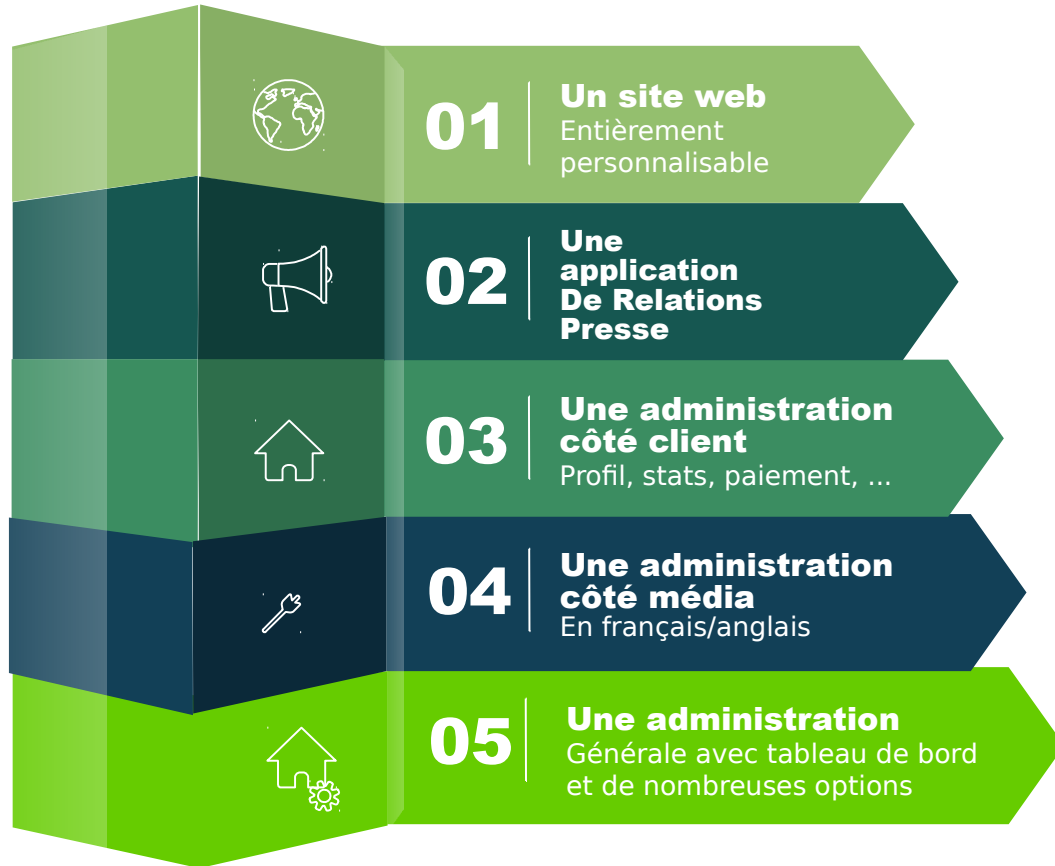 01
Un site web
Entièrement
personnalisable
02
Une
application
De Relations
Presse
03
Une administration
côté client
Profil, stats, paiement, ...
04
Une administration
côté média
En français/anglais
05
Une administration
Générale avec tableau de bord
et de nombreuses options